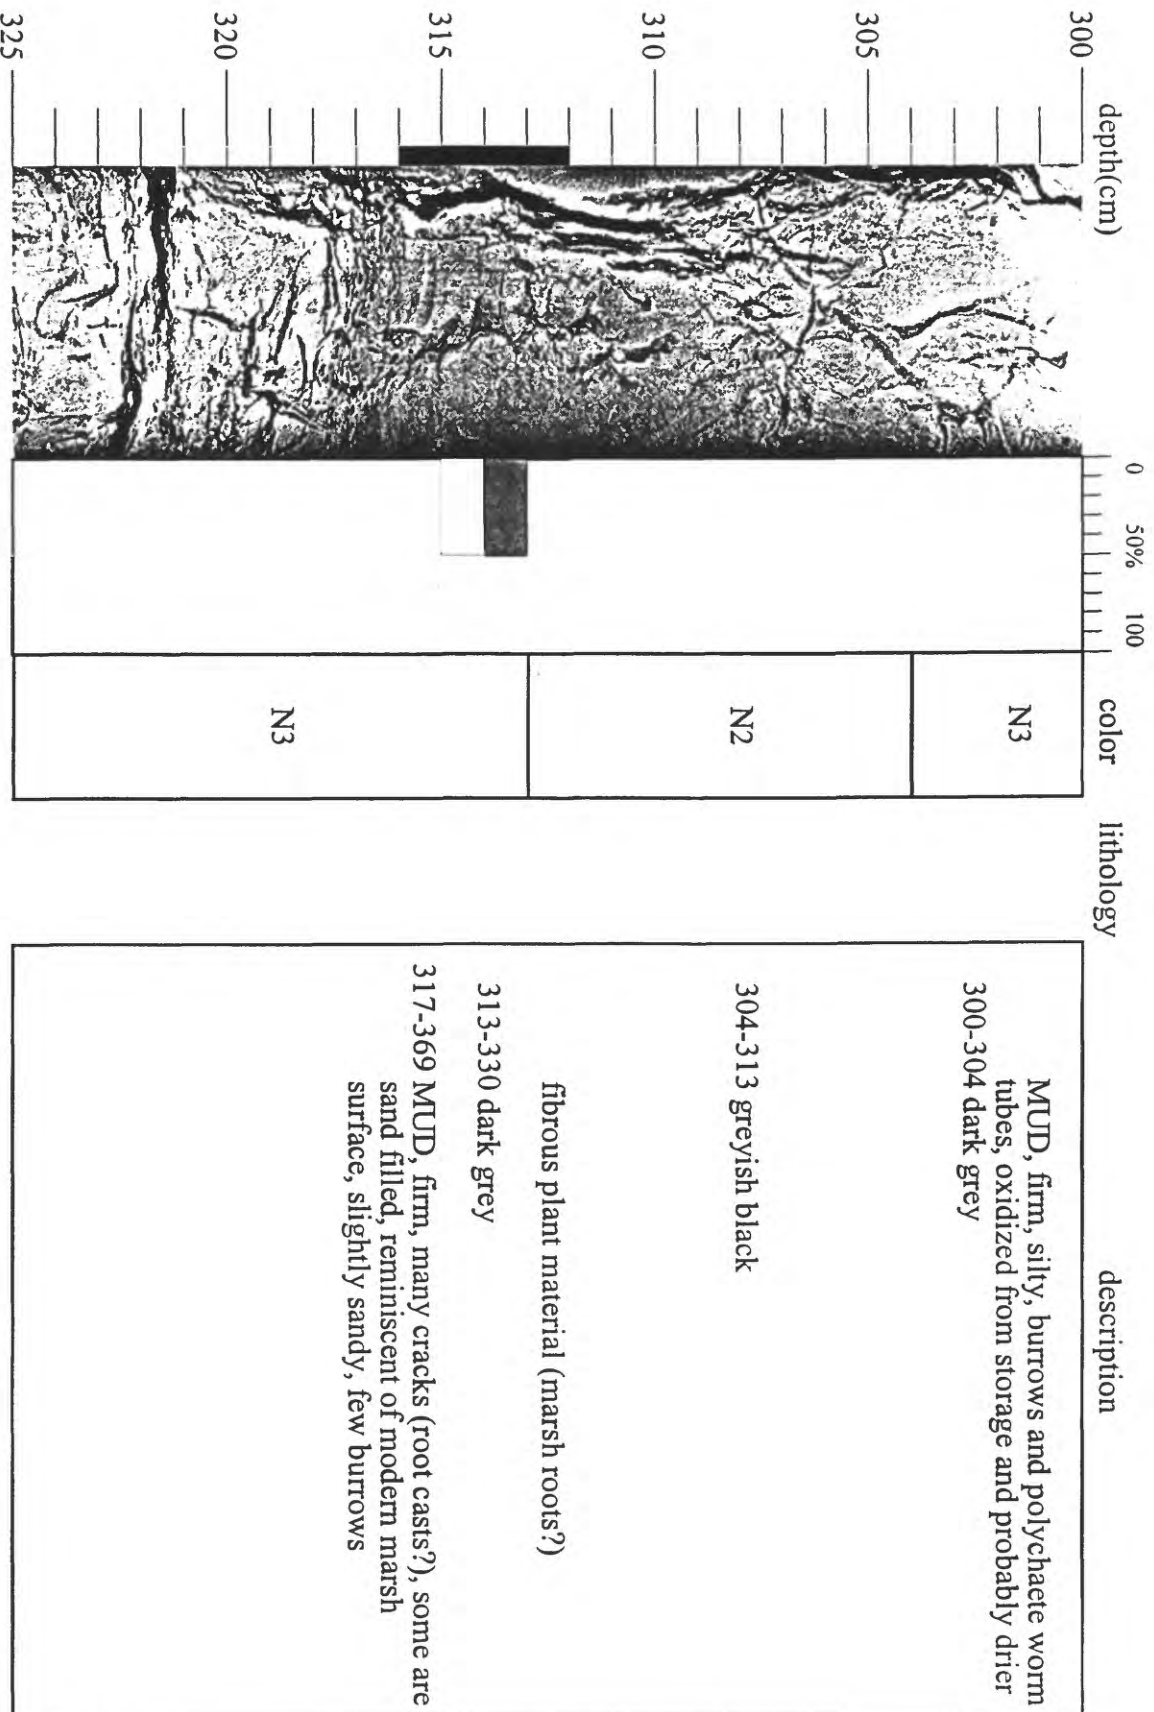 depth(cm)
0
50%
100
color
lithology
description
300
305
310
315
320
325
N3
N2
N3
MUD, firm, silty, burrows and polychaete worm
tubes, oxidized from storage and probably drier
300-304 dark grey
304-313 greyish black
fibrous plant material (marsh roots?)
313-330 dark grey
317-369 MUD, firm, many cracks (root casts?), some are
sand filled, reminiscent of modern marsh
surface, slightly sandy, few burrows